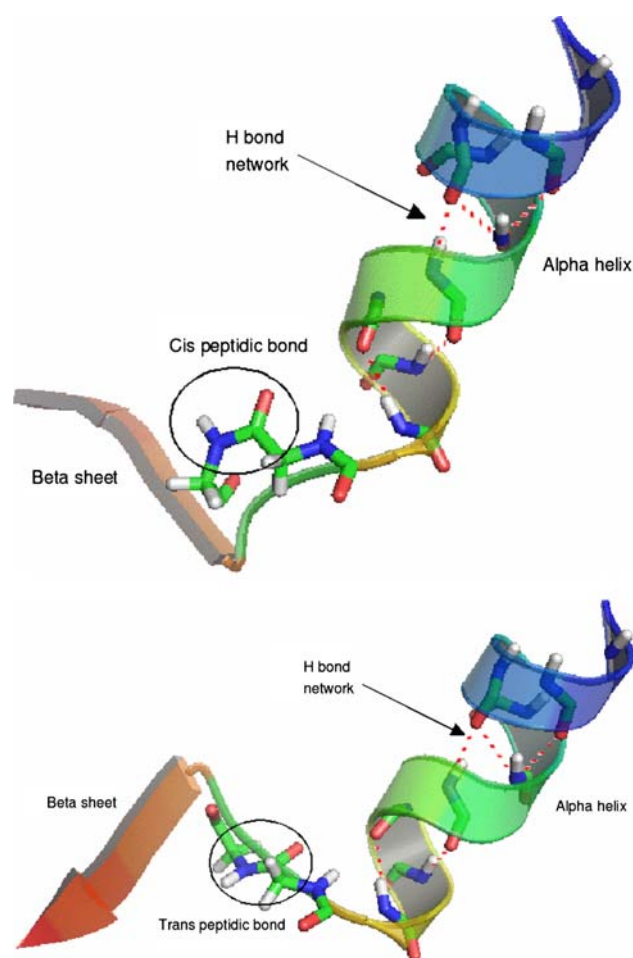 H bond
network
Alpha helix
Cis peptidic bond
Beta sheet
H bond
network
Beta sheet
Alpha helix
Trans peptidic bond